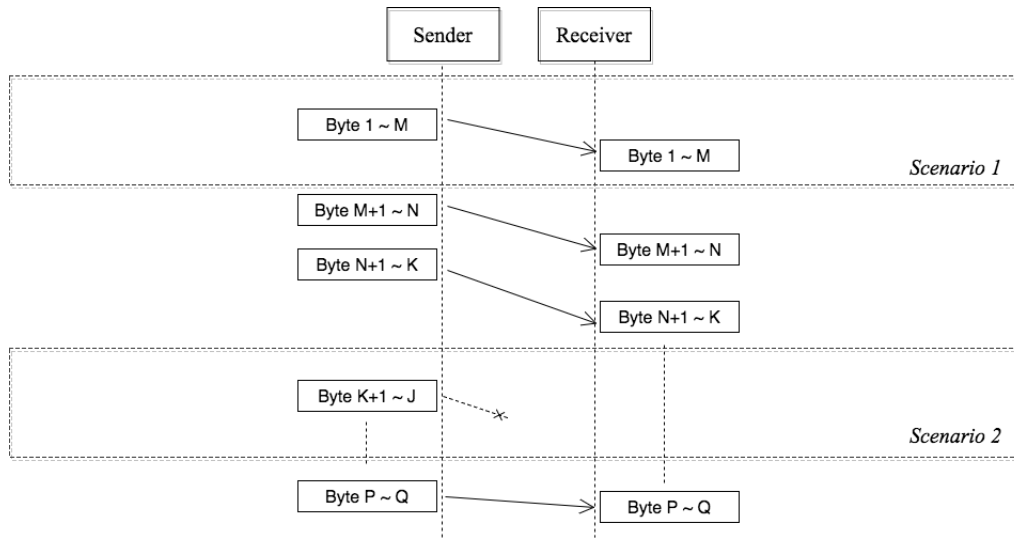 Sender
Receiver
Byte 1 ~ M
Byte 1 ~ M
Scenario 1
Byte M+1 ~ N
Byte M+1 ~ N
Byte N+1 ~ K
Byte N+1 ~ K
Byte K+1 ~ J
Scenario 2
Byte P ~ Q
Byte P ~ Q